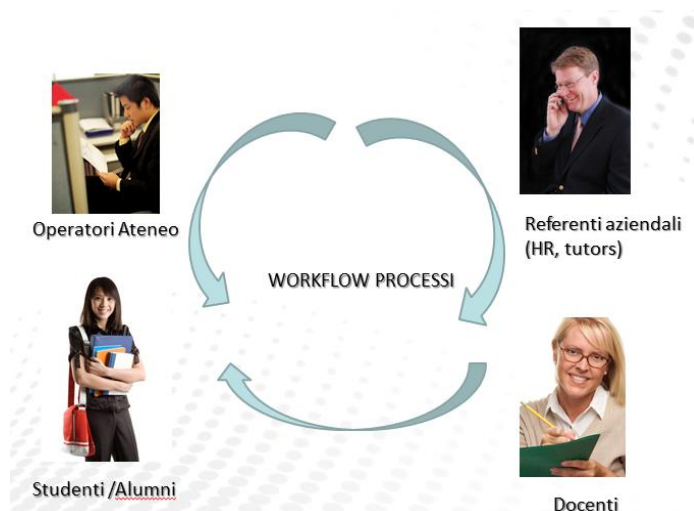 Operatori Ateneo
Referenti aziendali
(HR, tutors)
WORKFLOW PROCESSI
Studenti /Alumni
Docenti